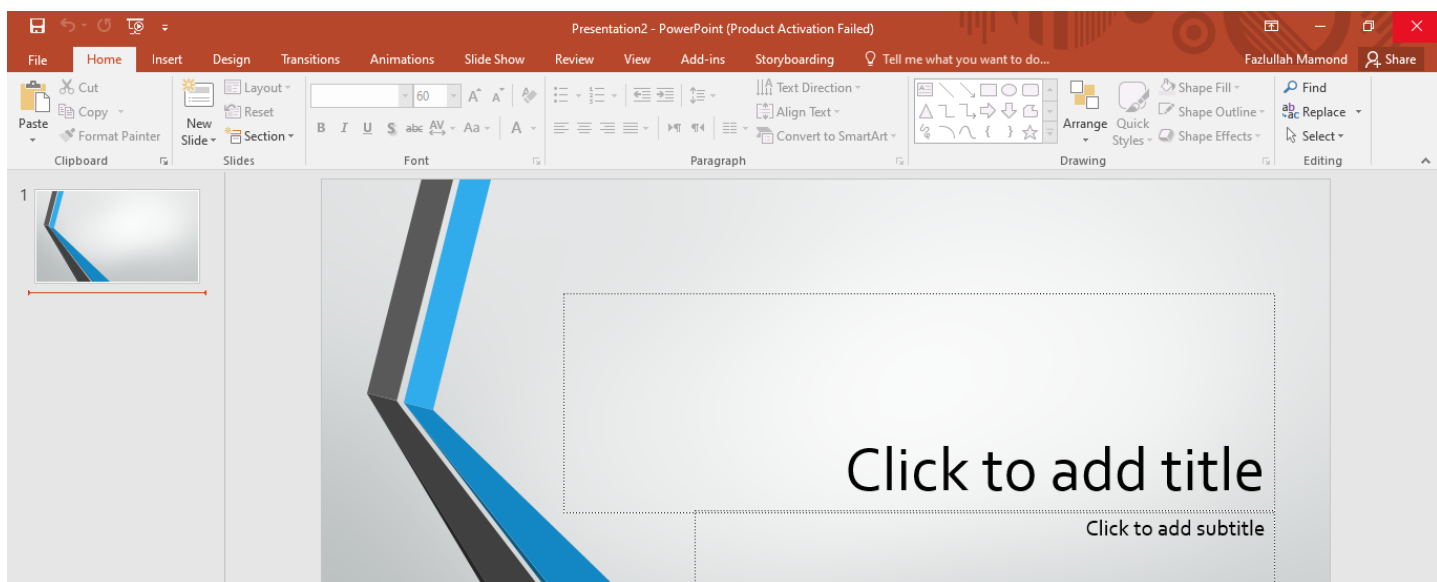 Presentation2 - PowerPoint (Product Activation Failed)
File Home Insert Design Transitions Animations Slide Show Review View Add-ins Storyboarding Tell me what you want to do... Fazlullah Mamond Share
Paste
Cut
Copy
Format Painter
Clipboard
New
Slide
Layout
Reset
Section
Slides
60 A A
B I U S abc AV Aa A
Font
Text Direction
Align Text
Convert to SmartArt
Paragraph
Arrange
Quick
Styles
Shape Fill
Shape Outline
Shape Effects
Drawing
Find
Replace
Select
Editing
1
Click to add title
Click to add subtitle